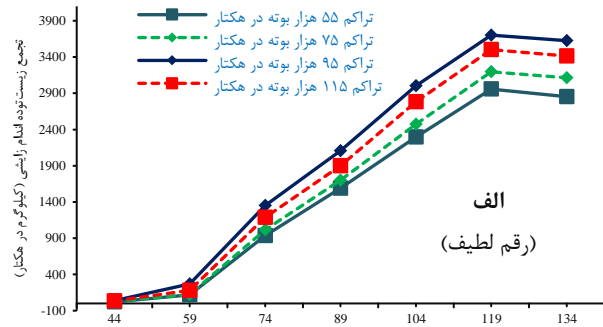 تراکم ۵۵ هزار بوته در هکتار
تراکم ۷۵ هزار بوته در هکتار
تراکم ۹۵ هزار بوته در هکتار
تراکم ۱۱۵ هزار بوته در هکتار
تجمع زیست‌توده اندام زایشی (کیلوگرم در هکتار)
3900
3400
2900
2400
1900
1400
900
400
-100
الف
(رقم لطیف)
44 59 74 89 104 119 134